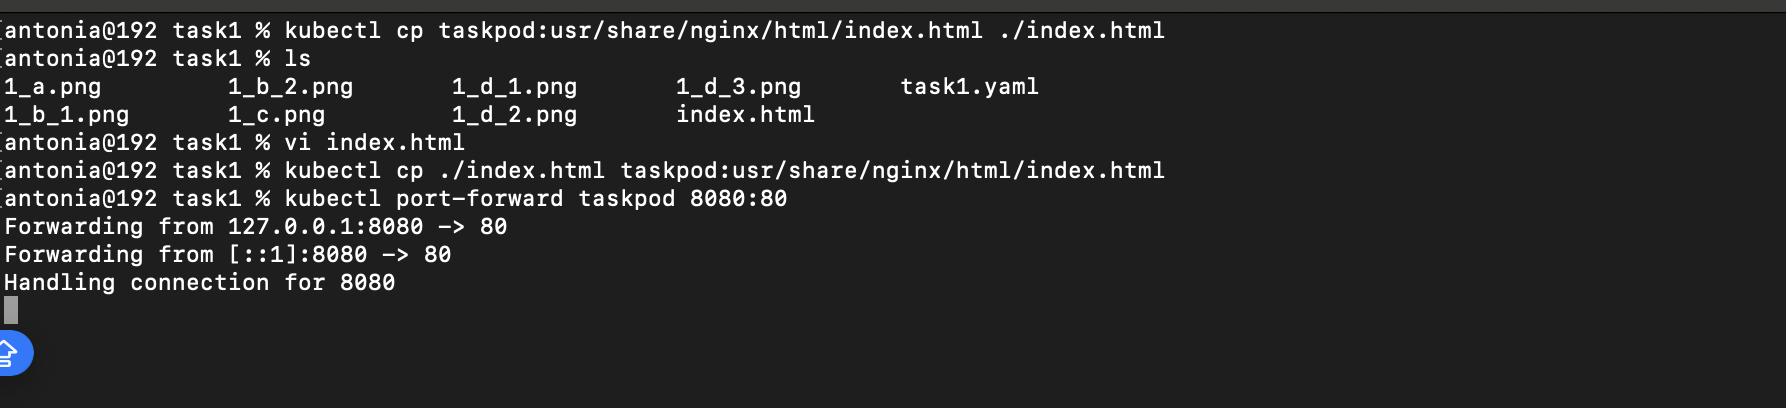 [antonia@192 task1 % kubectl cp taskpod:usr/share/nginx/html/index.html ./index.html
[antonia@192 task1 % ls
1_a.png 1_b_2.png 1_d_1.png 1_d_3.png task1.yaml
1_b_1.png 1_c.png 1_d_2.png index.html
[antonia@192 task1 % vi index.html
[antonia@192 task1 % kubectl cp ./index.html taskpod:usr/share/nginx/html/index.html
[antonia@192 task1 % kubectl port-forward taskpod 8080:80
Forwarding from 127.0.0.1:8080 -> 80
Forwarding from [::1]:8080 -> 80
Handling connection for 8080